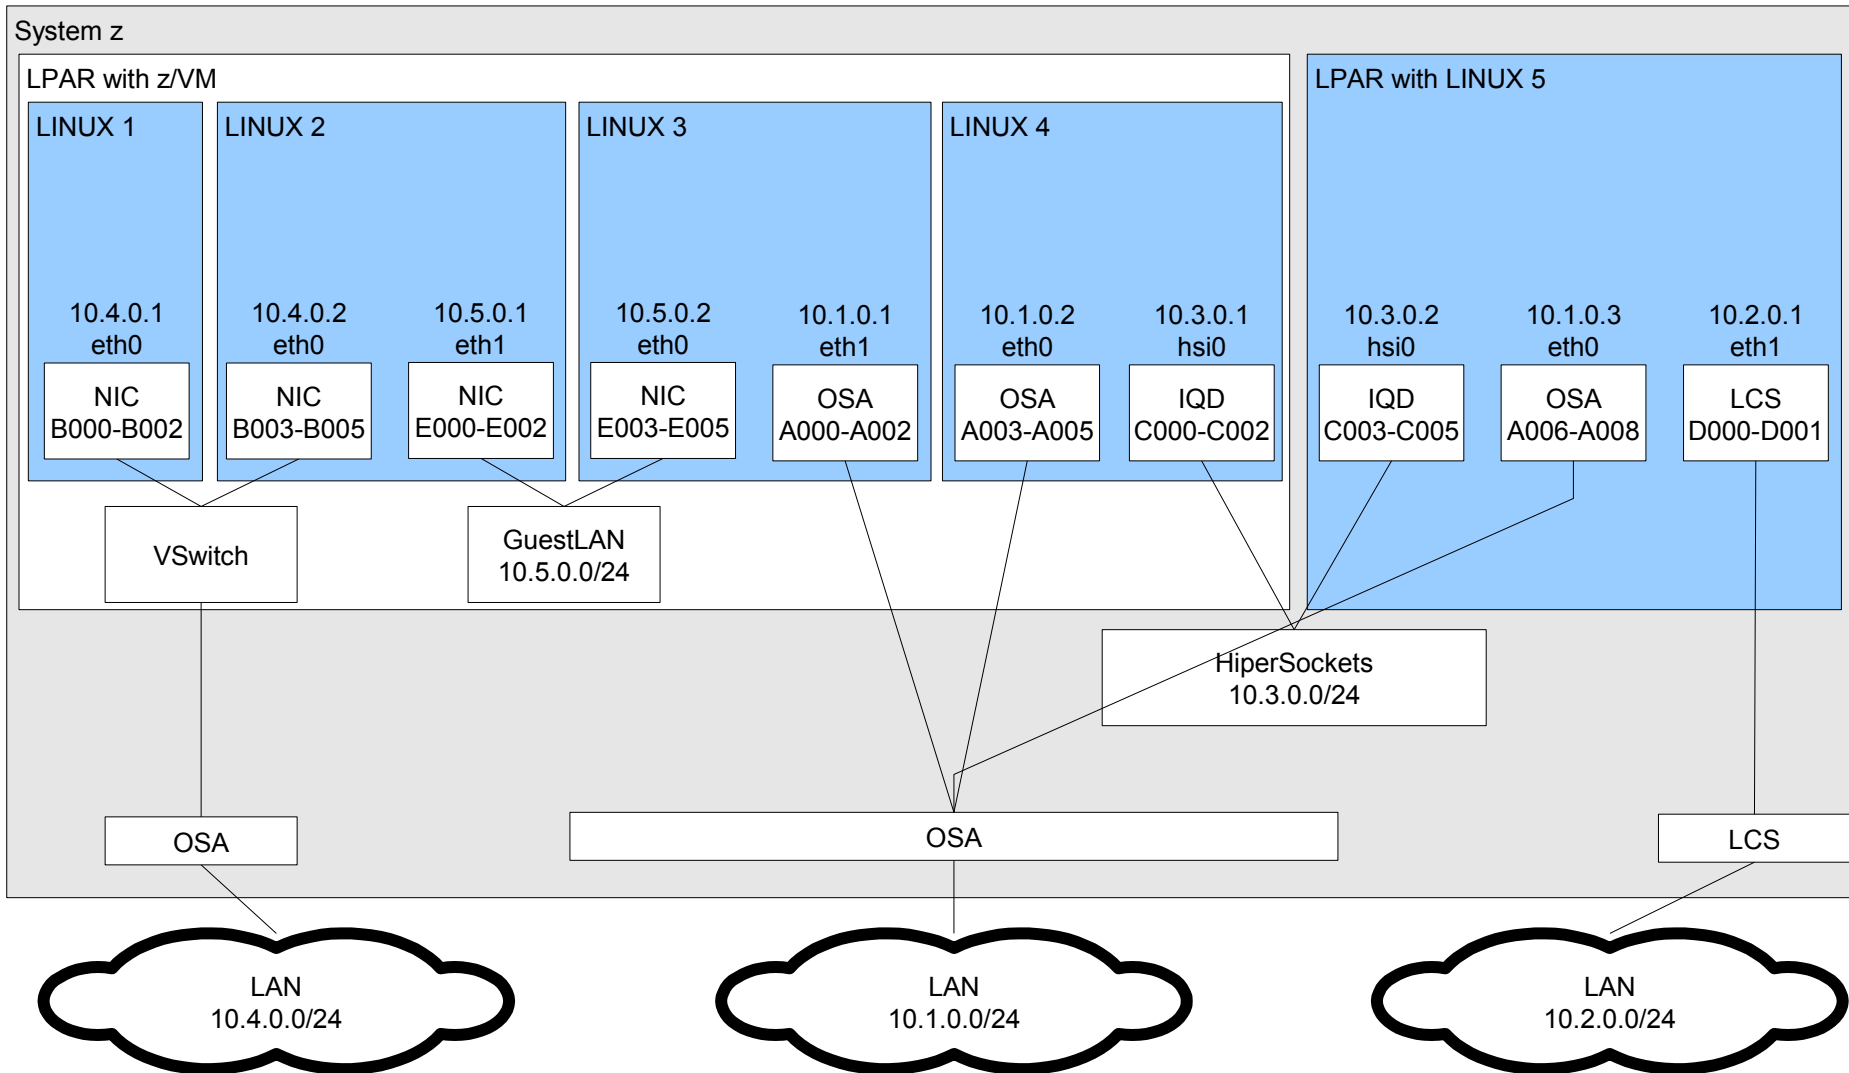 System z
LPAR with z/VM
LPAR with LINUX 5
LINUX 1
LINUX 2
LINUX 3
LINUX 4
10.4.0.1
eth0
NIC
B000-B002
10.4.0.2
eth0
NIC
B003-B005
10.5.0.1
eth1
NIC
E000-E002
10.5.0.2
eth0
NIC
E003-E005
10.1.0.1
eth1
OSA
A000-A002
10.1.0.2
eth0
OSA
A003-A005
10.3.0.1
hsi0
IQD
C000-C002
10.3.0.2
hsi0
IQD
C003-C005
10.1.0.3
eth0
OSA
A006-A008
10.2.0.1
eth1
LCS
D000-D001
VSwitch
GuestLAN
10.5.0.0/24
HiperSockets
10.3.0.0/24
OSA
OSA
LCS
LAN
10.4.0.0/24
LAN
10.1.0.0/24
LAN
10.2.0.0/24